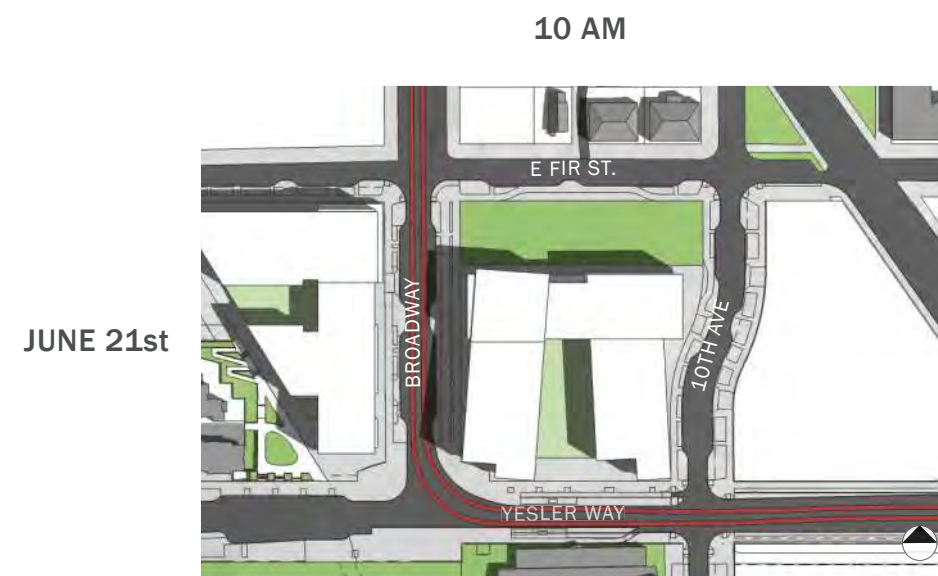 10 AM
E FIR ST.
BROADWAY
10TH AVE
JUNE 21st
YESLER WAY